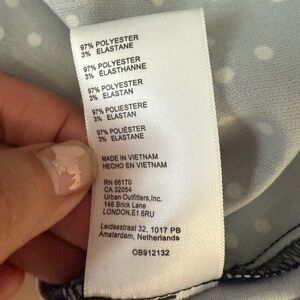 97% POLYESTER
3% ELASTANE
97% POLYESTER
3% ÉLASTHANNE
97% POLYESTER
3% ELASTAN
97% POLIESTERE
3% ELASTAN
97% POLIÉSTER
3% ELASTANE
MADE IN VIETNAM
HECHO EN VIETNAM
RN 66170
CA 32054
Urban Outfitters,Inc.
146 Brick Lane
LONDON,E1 6RU
Leidsestraat 32, 1017 PB
Amsterdam, Netherlands
OB912132